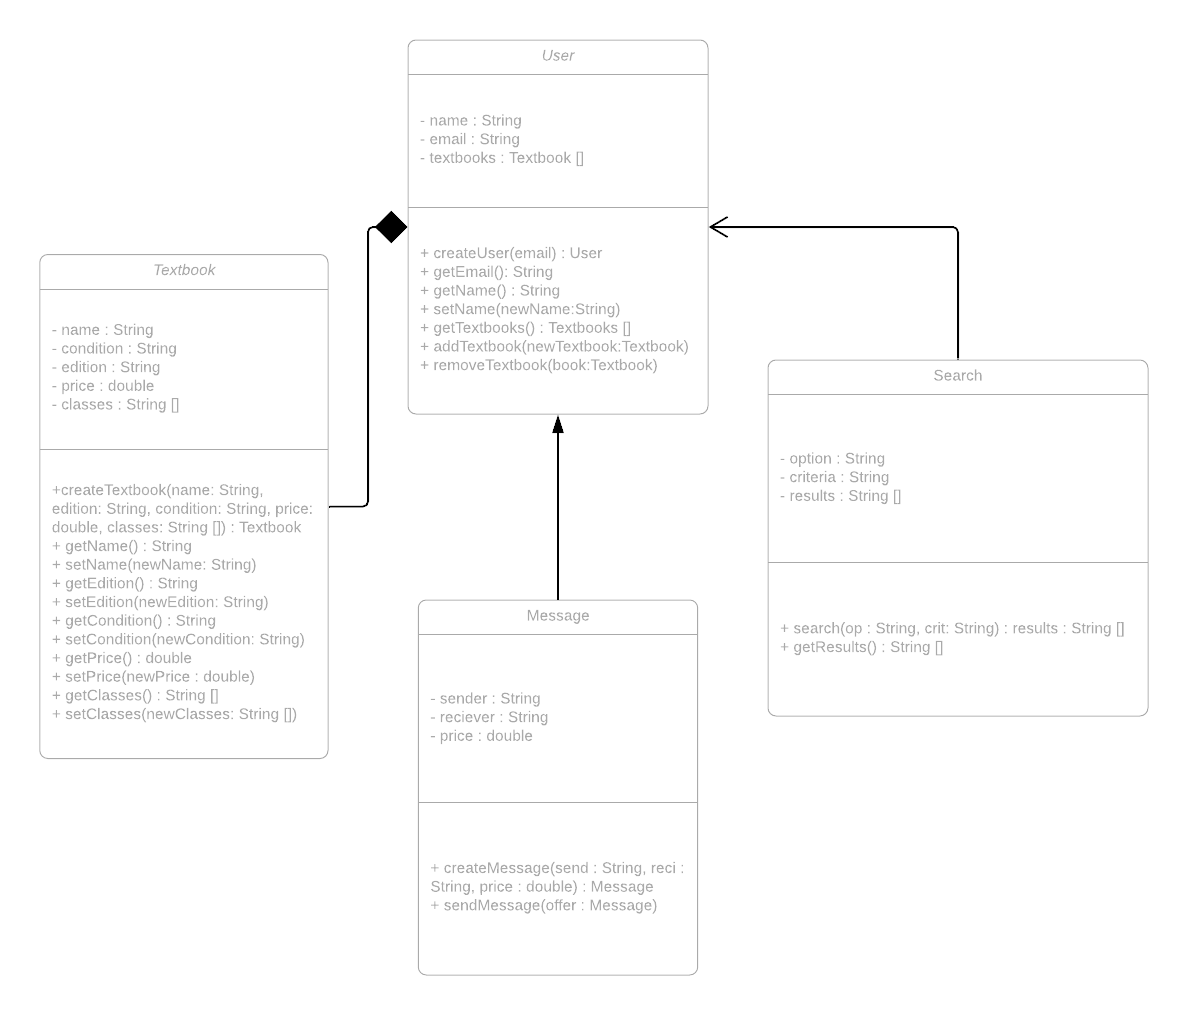 User
- name : String
- email : String
- textbooks : Textbook []
+ createUser(email) : User
+ getEmail(): String
+ getName() : String
+ setName(newName:String)
+ getTextbooks() : Textbooks []
+ addTextbook(newTextbook:Textbook)
+ removeTextbook(book:Textbook)
Textbook
- name : String
- condition : String
- edition : String
- price : double
- classes : String []
+createTextbook(name: String,
edition: String, condition: String, price:
double, classes: String []) : Textbook
+ getName() : String
+ setName(newName: String)
+ getEdition() : String
+ setEdition(newEdition: String)
+ getCondition() : String
+ setCondition(newCondition: String)
+ getPrice() : double
+ setPrice(newPrice : double)
+ getClasses() : String []
+ setClasses(newClasses: String [])
Search
- option : String
- criteria : String
- results : String []
+ search(op : String, crit: String) : results : String []
+ getResults() : String []
Message
- sender : String
- reciever : String
- price : double
+ createMessage(send : String, reci :
String, price : double) : Message
+ sendMessage(offer : Message)